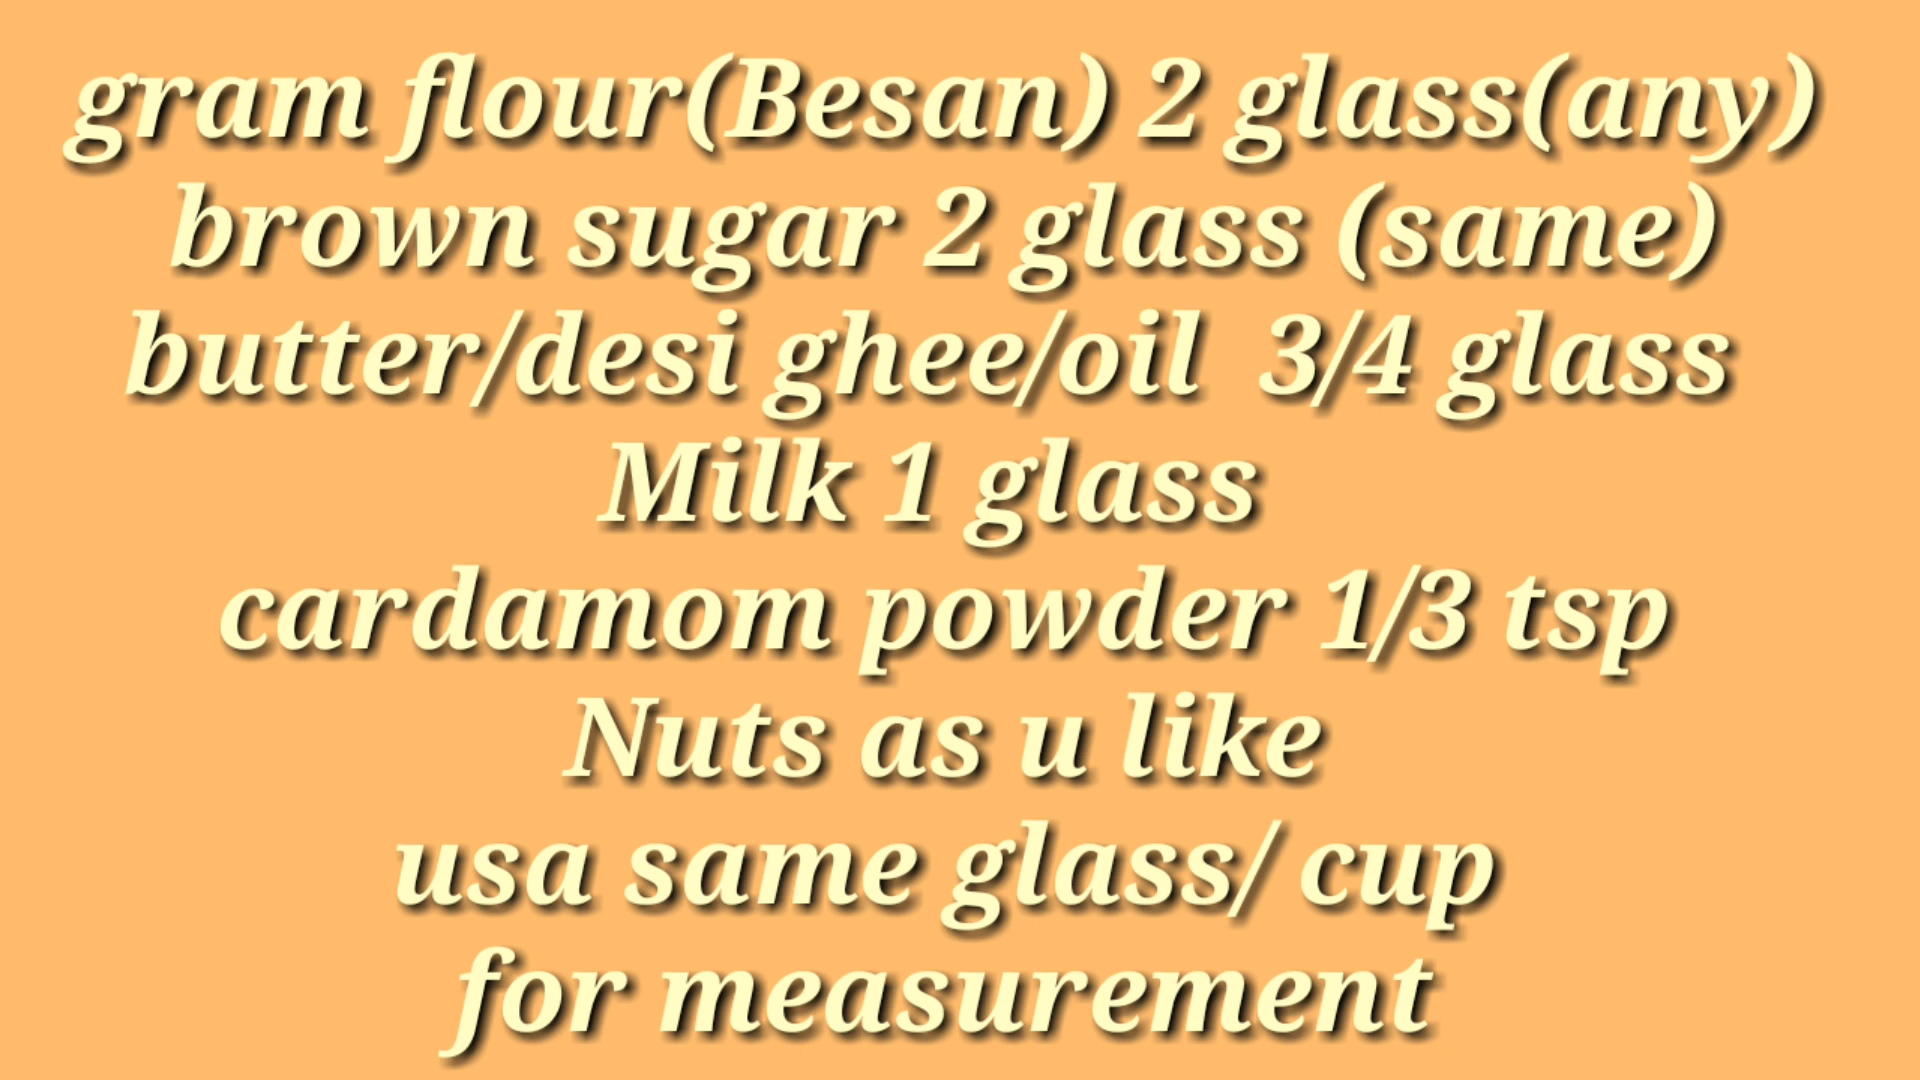 gram flour(Besan) 2 glass(any)
brown sugar 2 glass (same)
butter/desi ghee/oil  3/4 glass
Milk 1 glass
cardamom powder 1/3 tsp
Nuts as u like
usa same glass/ cup
for measurement